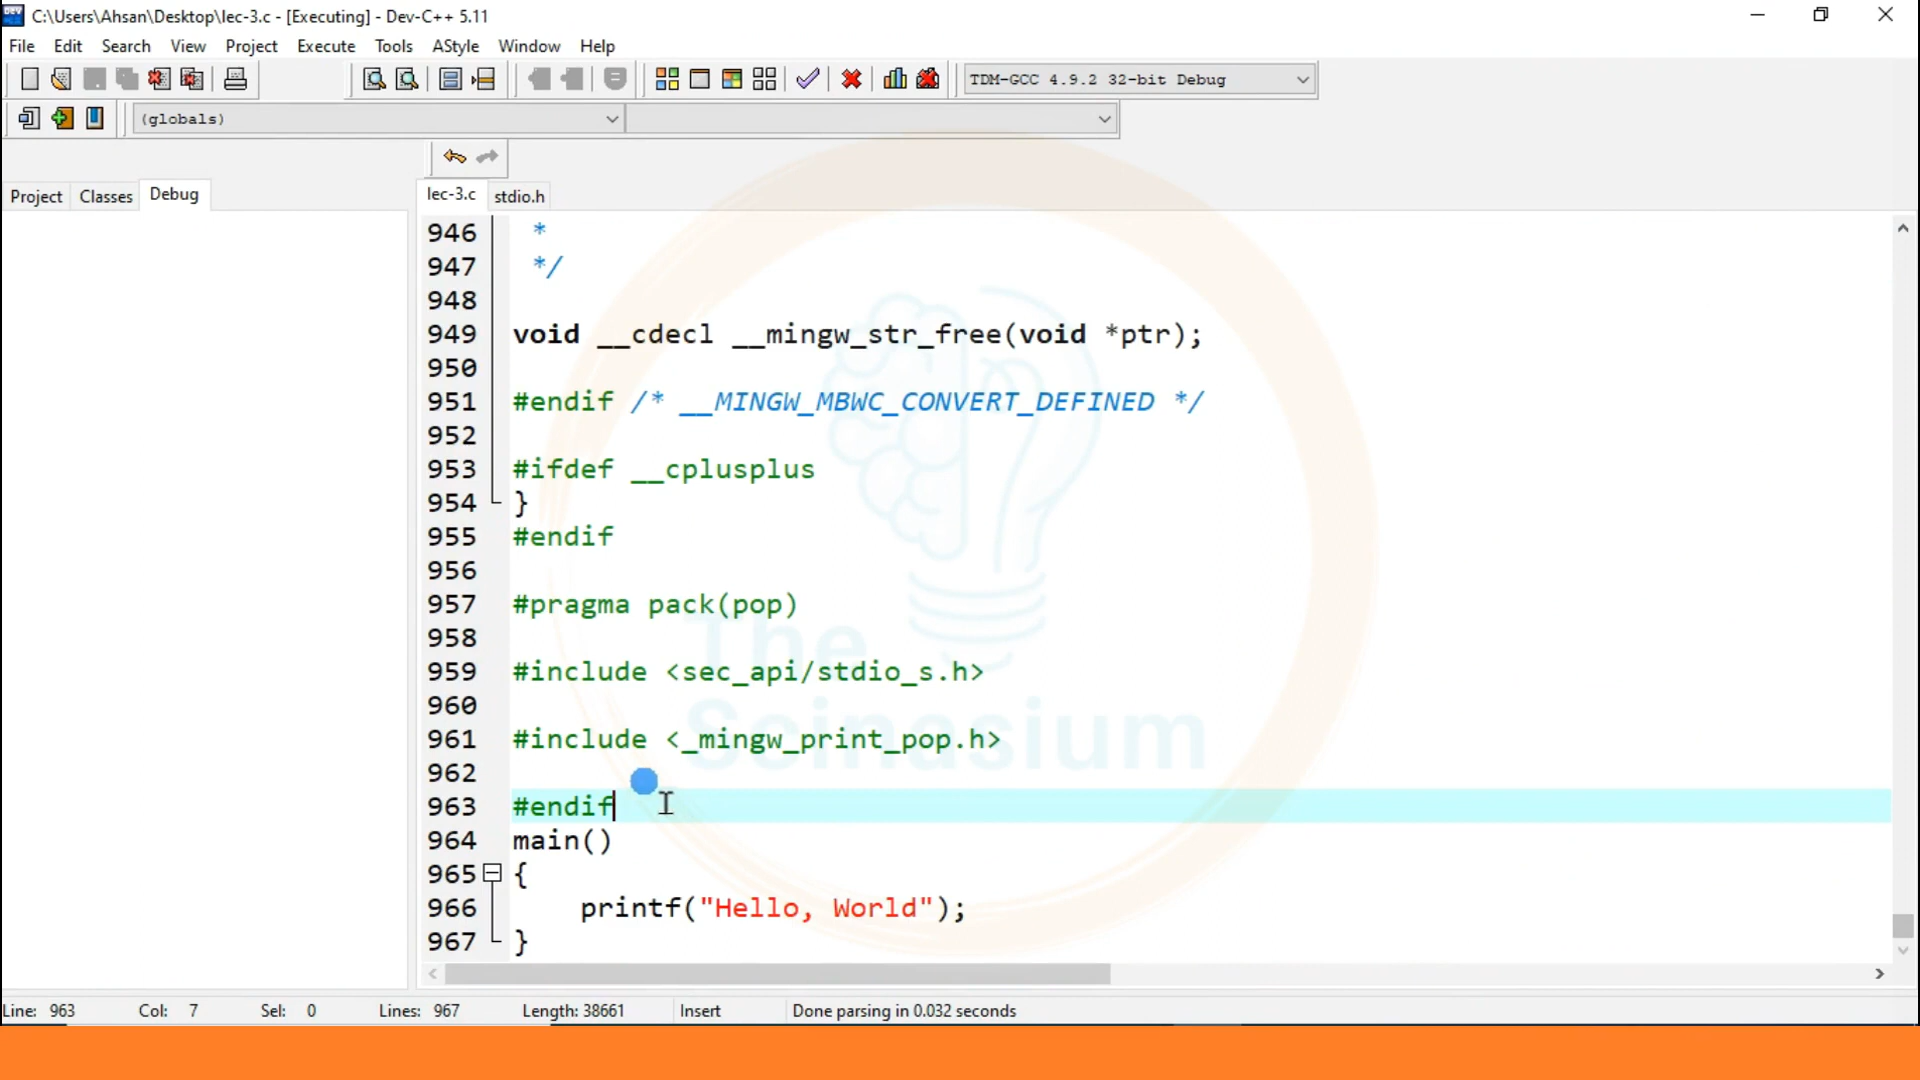 C:\Users\Ahsan\Desktop\lec-3.c - [Executing] - Dev-C++ 5.11
File Edit Search View Project Execute Tools AStyle Window Help
TDM-GCC 4.9.2 32-bit Debug
(globals)
Project Classes Debug
lec-3.c stdio.h
946 *
947 */
948
949 void __cdecl __mingw_str_free(void *ptr);
950
951 #endif /* __MINGW_MBWC_CONVERT_DEFINED */
952
953 #ifdef __cplusplus
954 }
955 #endif
956
957 #pragma pack(pop)
958
959 #include <sec_api/stdio_s.h>
960
961 #include <_mingw_print_pop.h>
962
963 #endif
964 main()
965 {
966 printf("Hello, World");
967 }
The
Scinasium
Line: 963 Col: 7 Sel: 0 Lines: 967 Length: 38661 Insert Done parsing in 0.032 seconds